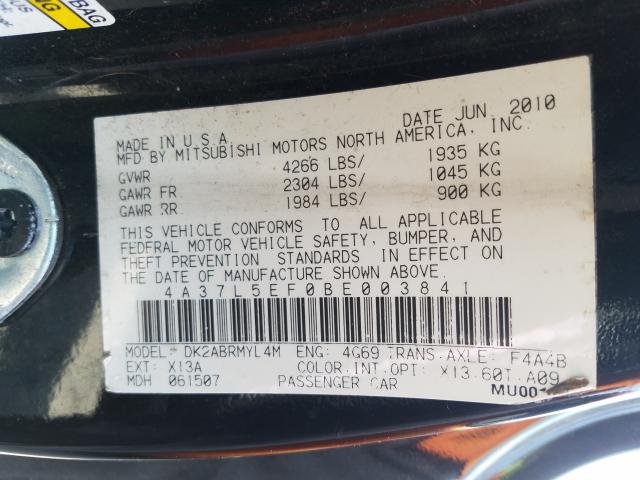 BAG
MADE IN U.S.A DATE JUN. 2010
MFD BY MITSUBISHI MOTORS NORTH AMERICA, INC.
GVWR 4266 LBS/ 1935 KG
GAWR FR 2304 LBS/ 1045 KG
GAWR RR 1984 LBS/ 900 KG
THIS VEHICLE CONFORMS TO ALL APPLICABLE
FEDERAL MOTOR VEHICLE SAFETY, BUMPER, AND
THEFT PREVENTION STANDARDS IN EFFECT ON
THE DATE OF MANUFACTURE SHOWN ABOVE.
4A37L5EF0BE003841
MODEL: DK2ABRMYL4M ENG: 4G69 TRANS.AXLE: F4A4B
EXT: X13A COLOR.INT.OPT: X13.60T.A09
MDH 061507 PASSENGER CAR
MU00